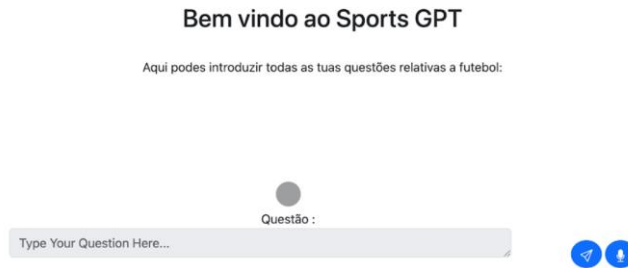 Bem vindo ao Sports GPT
Aqui podes introduzir todas as tuas questões relativas a futebol:
Questão :
Type Your Question Here...